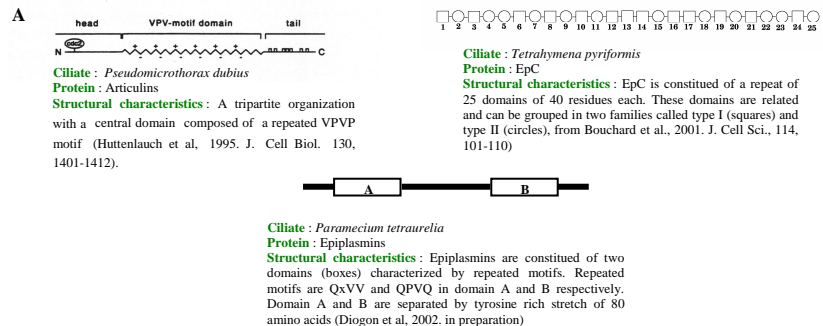 A
head VPV-motif domain tail
cdc2
+ + + + + +
N C
- - - - -
Ciliate : Pseudomicrothorax dubius
Protein : Articulins
Structural characteristics : A tripartite organization
with a central domain composed of a repeated VPVP
motif (Huttenlauch et al, 1995. J. Cell Biol. 130,
1401-1412).
1 2 3 4 5 6 7 8 9 10 11 12 13 14 15 16 17 18 19 20 21 22 23 24 25
Ciliate : Tetrahymena pyriformis
Protein : EpC
Structural characteristics : EpC is constitued of a repeat of
25 domains of 40 residues each. These domains are related
and can be grouped in two families called type I (squares) and
type II (circles), from Bouchard et al., 2001. J. Cell Sci., 114,
101-110)
A B
Ciliate : Paramecium tetraurelia
Protein : Epiplasmins
Structural characteristics : Epiplasmins are constitued of two
domains (boxes) characterized by repeated motifs. Repeated
motifs are QxVV and QPVQ in domain A and B respectively.
Domain A and B are separated by tyrosine rich stretch of 80
amino acids (Diogon et al, 2002. in preparation)